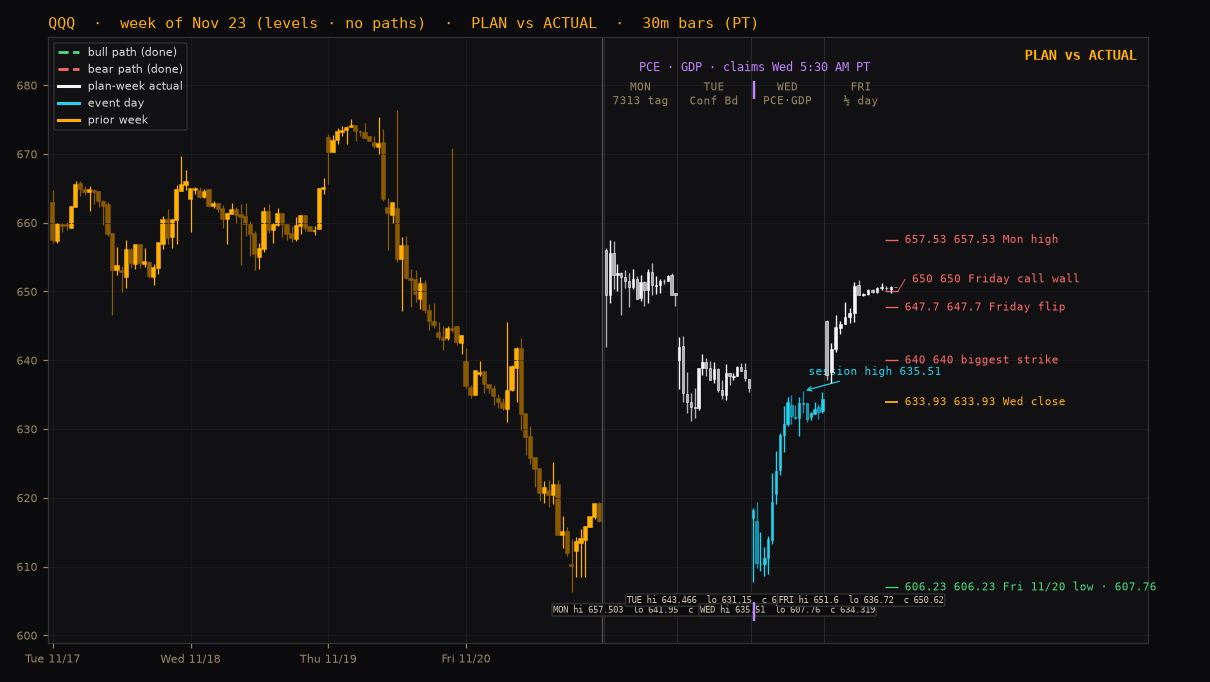 QQQ · week of Nov 23 (levels · no paths) · PLAN vs ACTUAL · 30m bars (PT)
bull path (done)
bear path (done)
plan-week actual
event day
prior week
PLAN vs ACTUAL
PCE · GDP · claims Wed 5:30 AM PT
MON
7313 tag
TUE
Conf Bd
WED
PCE·GDP
FRI
½ day
680
670
660
650
640
630
620
610
600
657.53 657.53 Mon high
650 650 Friday call wall
647.7 647.7 Friday flip
640 640 biggest strike
session high 635.51
633.93 633.93 Wed close
606.23 606.23 Fri 11/20 low · 607.76
TUE hi 643.466 lo 631.15 c 6
FRI hi 651.6 lo 636.72 c 650.62
MON hi 657.503 lo 641.95 c
WED hi 635.51 lo 607.76 c 634.319
Tue 11/17
Wed 11/18
Thu 11/19
Fri 11/20